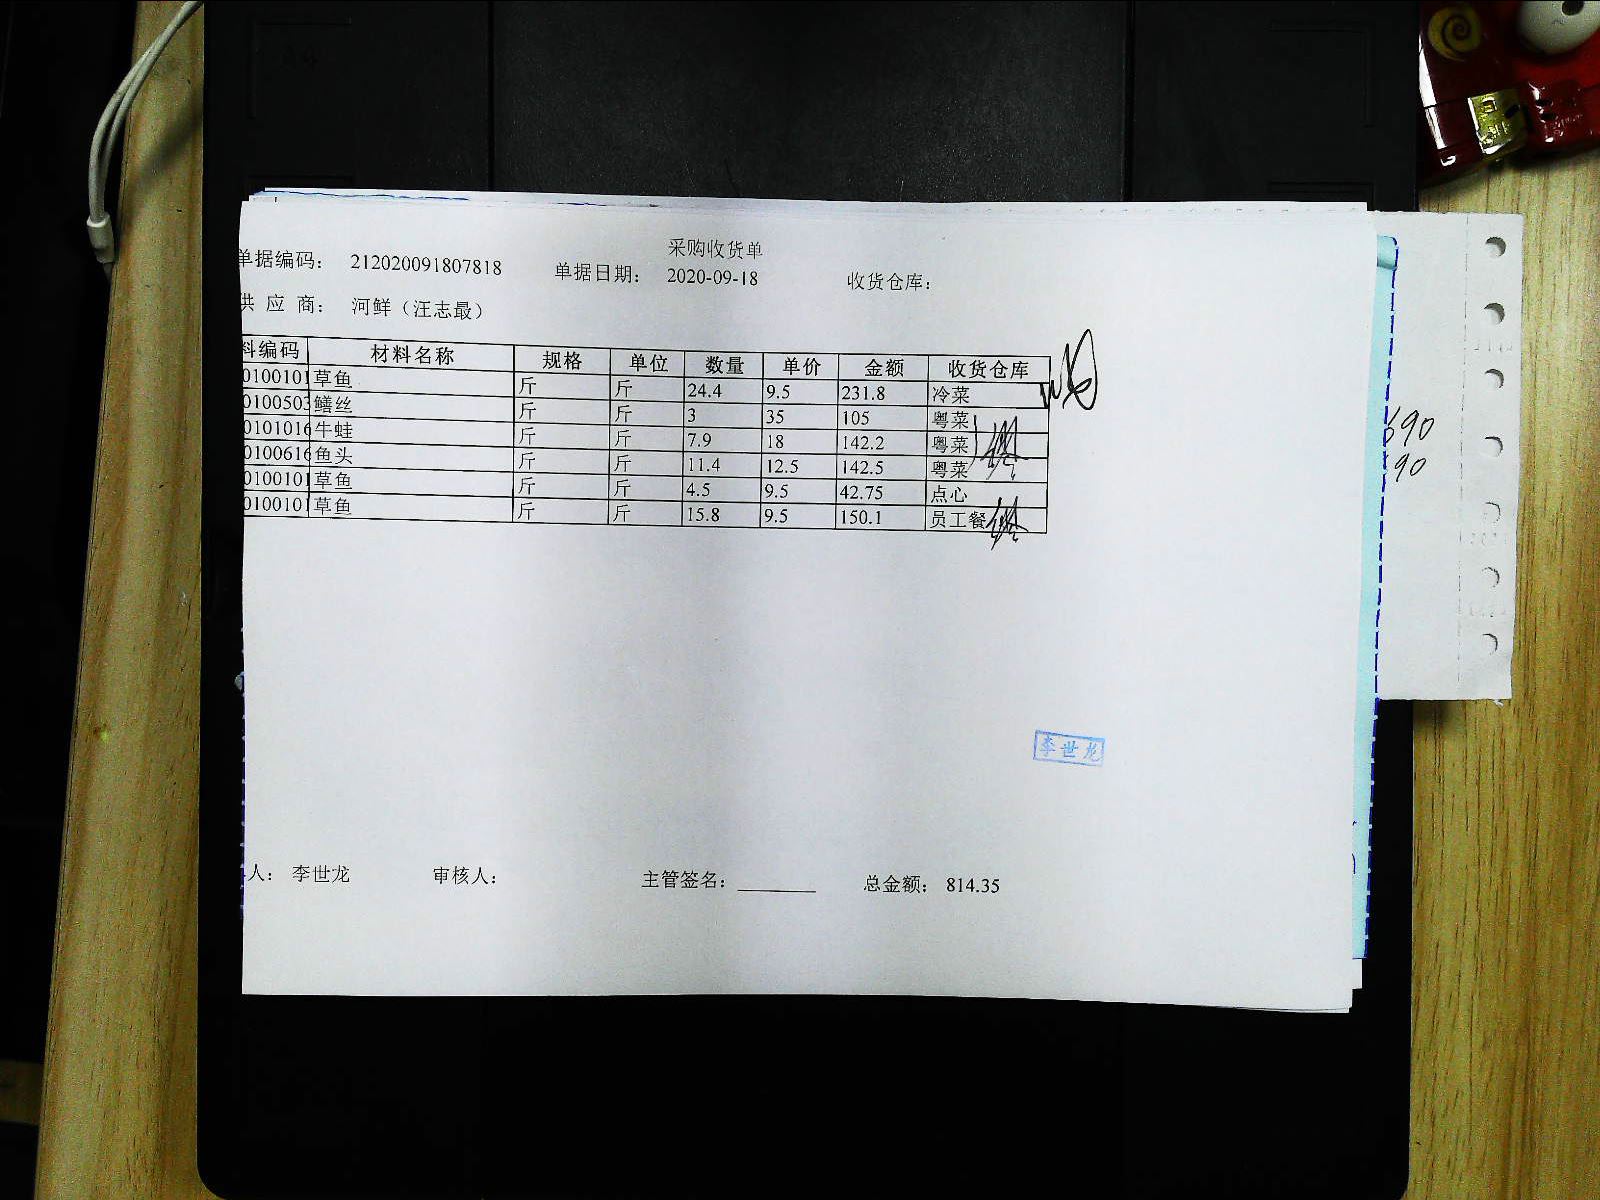 采购收货单
单据编码： 212020091807818 单据日期： 2020-09-18 收货仓库：
供 应 商： 河鲜（汪志最）
料编码 材料名称 规格 单位 数量 单价 金额 收货仓库
0100101 草鱼 斤 斤 24.4 9.5 231.8 冷菜
0100503 鳝丝 斤 斤 3 35 105 粤菜
0101016 牛蛙 斤 斤 7.9 18 142.2 粤菜
0100616 鱼头 斤 斤 11.4 12.5 142.5 粤菜
0100101 草鱼 斤 斤 4.5 9.5 42.75 点心
0100101 草鱼 斤 斤 15.8 9.5 150.1 员工餐
690
90
李世龙
人： 李世龙 审核人： 主管签名： 总金额： 814.35